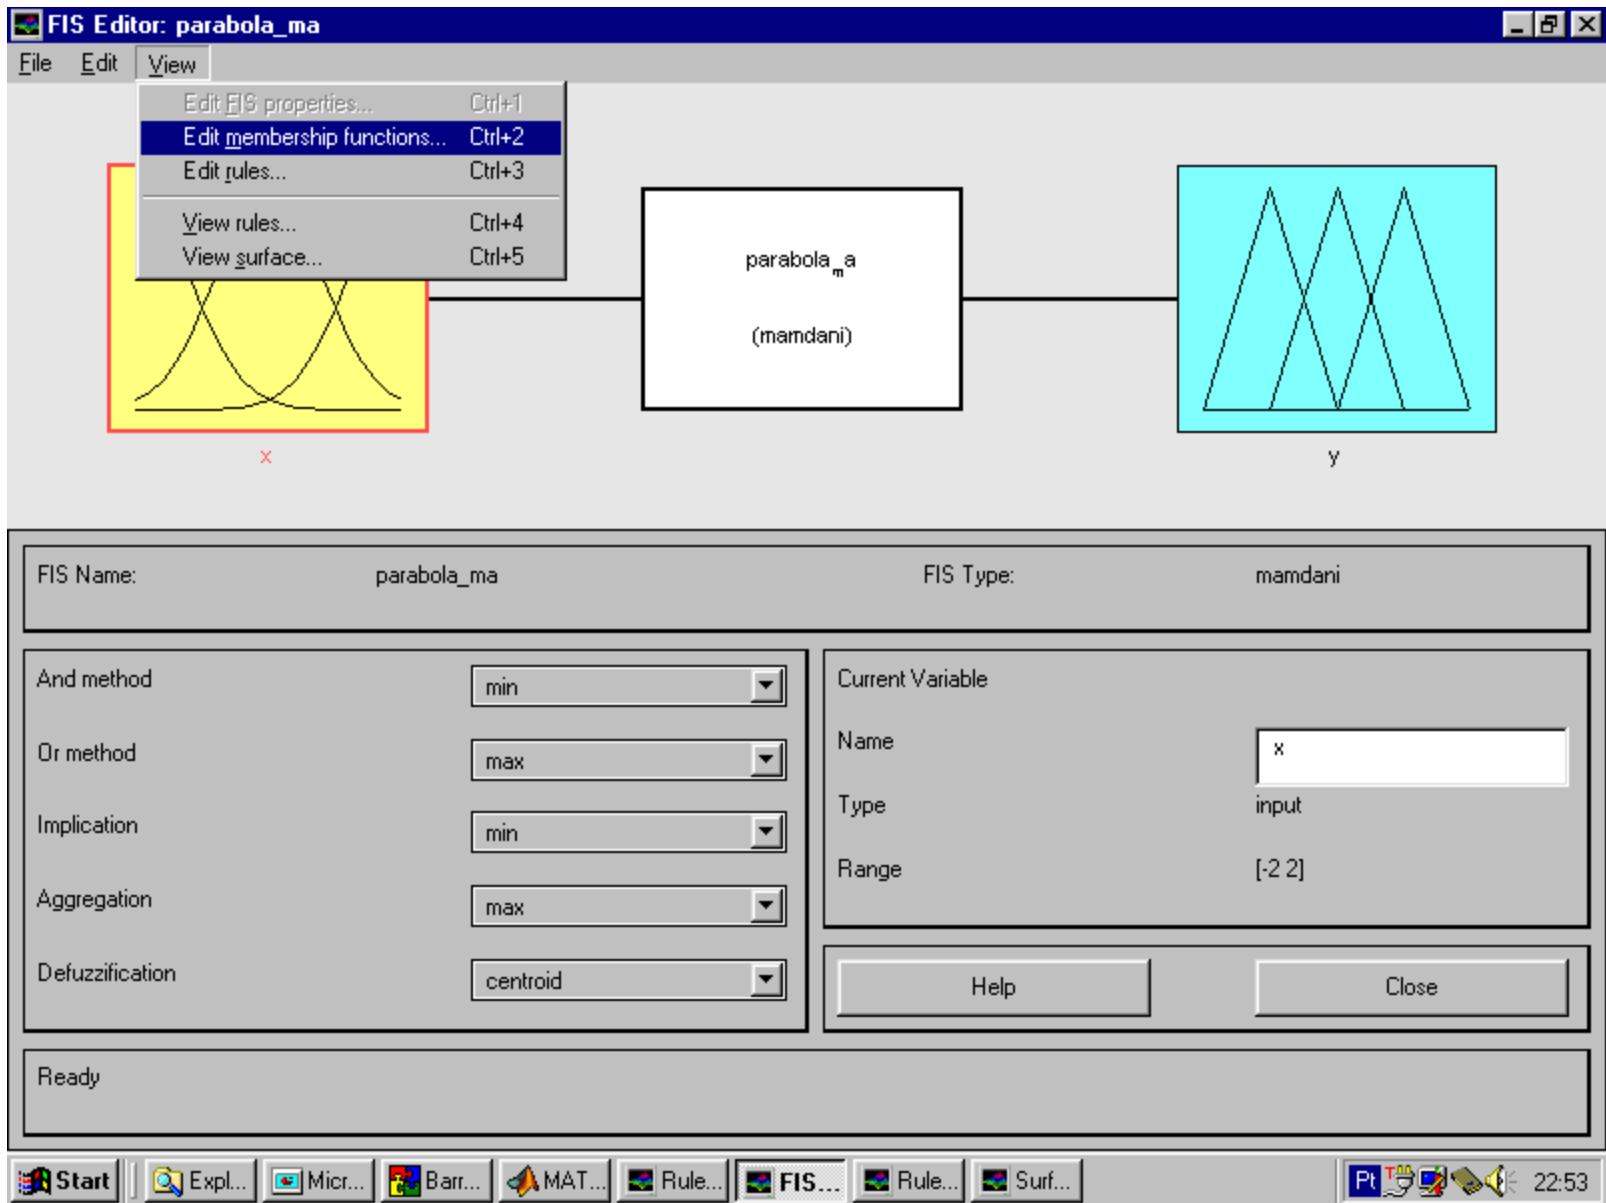 FIS Editor: parabola_ma
File Edit View
Edit FIS properties... Ctrl+1
Edit membership functions... Ctrl+2
Edit rules... Ctrl+3
View rules... Ctrl+4
View surface... Ctrl+5
parabola_ma
(mamdani)
x
y
FIS Name: parabola_ma FIS Type: mamdani
And method min
Or method max
Implication min
Aggregation max
Defuzzification centroid
Current Variable
Name x
Type input
Range [-2 2]
Help Close
Ready
Start Expl... Micr... Barr... MAT... Rule... FIS... Rule... Surf... Pt 22:53